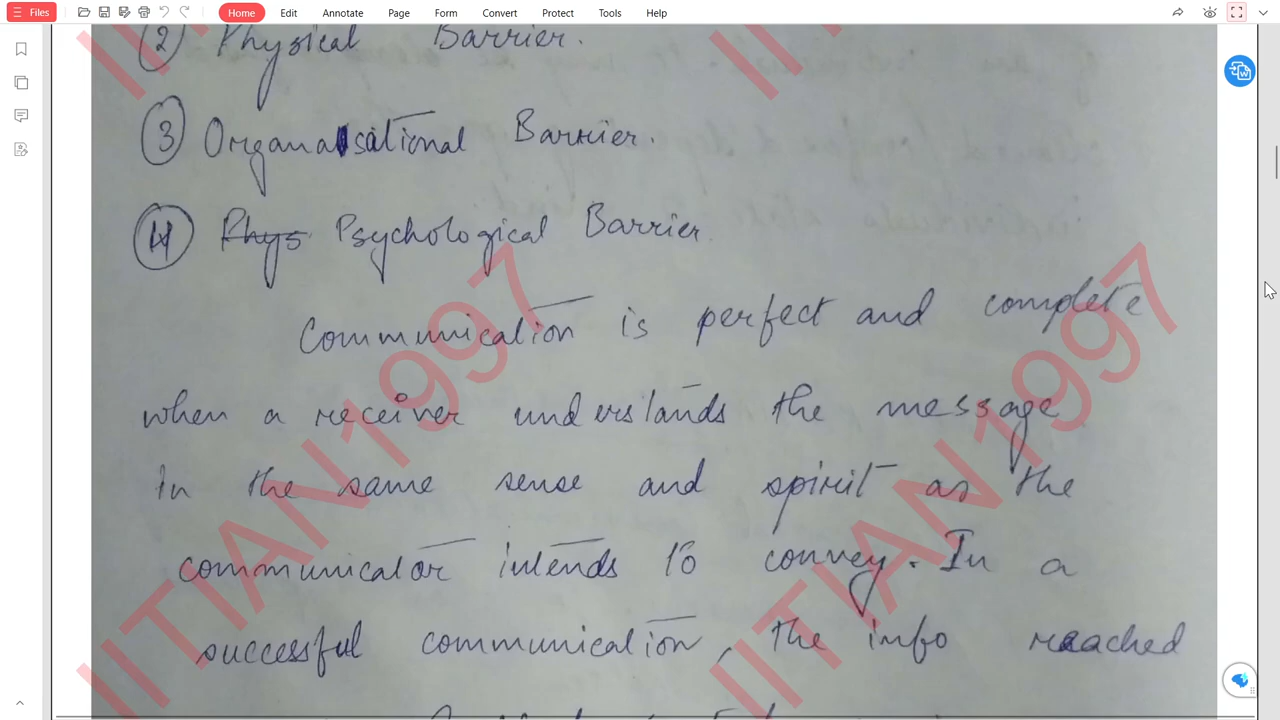 Files
Home
Edit
Annotate
Page
Form
Convert
Protect
Tools
Help
(2) Physical Barrier.
(3) Organasational Barrier.
(4) Phys Psychological Barrier
Communication is perfect and complete
when a receiver understands the message
in the same sense and spirit as the
communicator intends to convey. In a
successful communication, the info reached
IITIAN1997
IITIAN1997